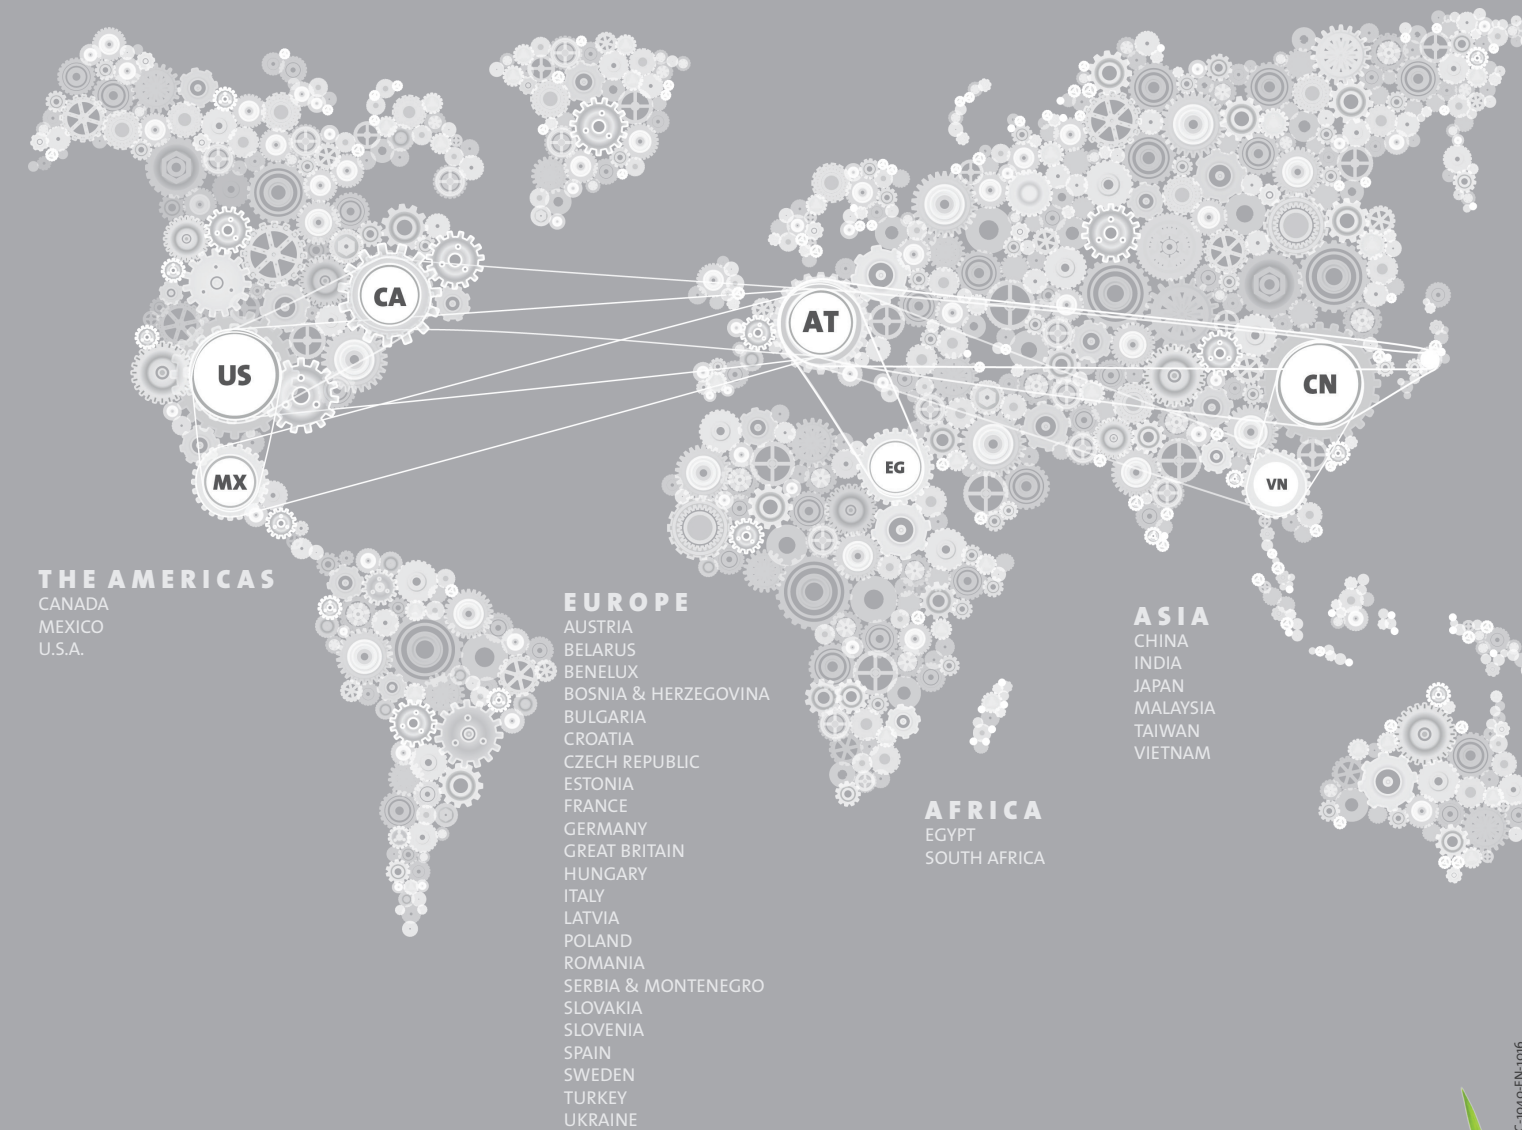 CA
US
MX
AT
EG
CN
VN
THE AMERICAS
CANADA
MEXICO
U.S.A.
EUROPE
AUSTRIA
BELARUS
BENELUX
BOSNIA & HERZEGOVINA
BULGARIA
CROATIA
CZECH REPUBLIC
ESTONIA
FRANCE
GERMANY
GREAT BRITAIN
HUNGARY
ITALY
LATVIA
POLAND
ROMANIA
SERBIA & MONTENEGRO
SLOVAKIA
SLOVENIA
SPAIN
SWEDEN
TURKEY
UKRAINE
AFRICA
EGYPT
SOUTH AFRICA
ASIA
CHINA
INDIA
JAPAN
MALAYSIA
TAIWAN
VIETNAM